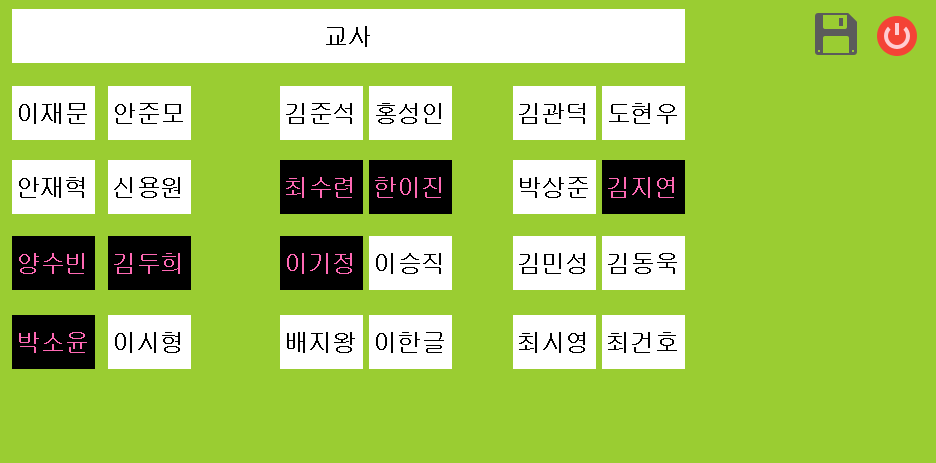 교사
이재문 안준모 김준석 홍성인 김관덕 도현우
안재혁 신용원 최수련 한이진 박상준 김지연
양수빈 김두희 이기정 이승직 김민성 김동욱
박소윤 이시형 배지왕 이한글 최시영 최건호